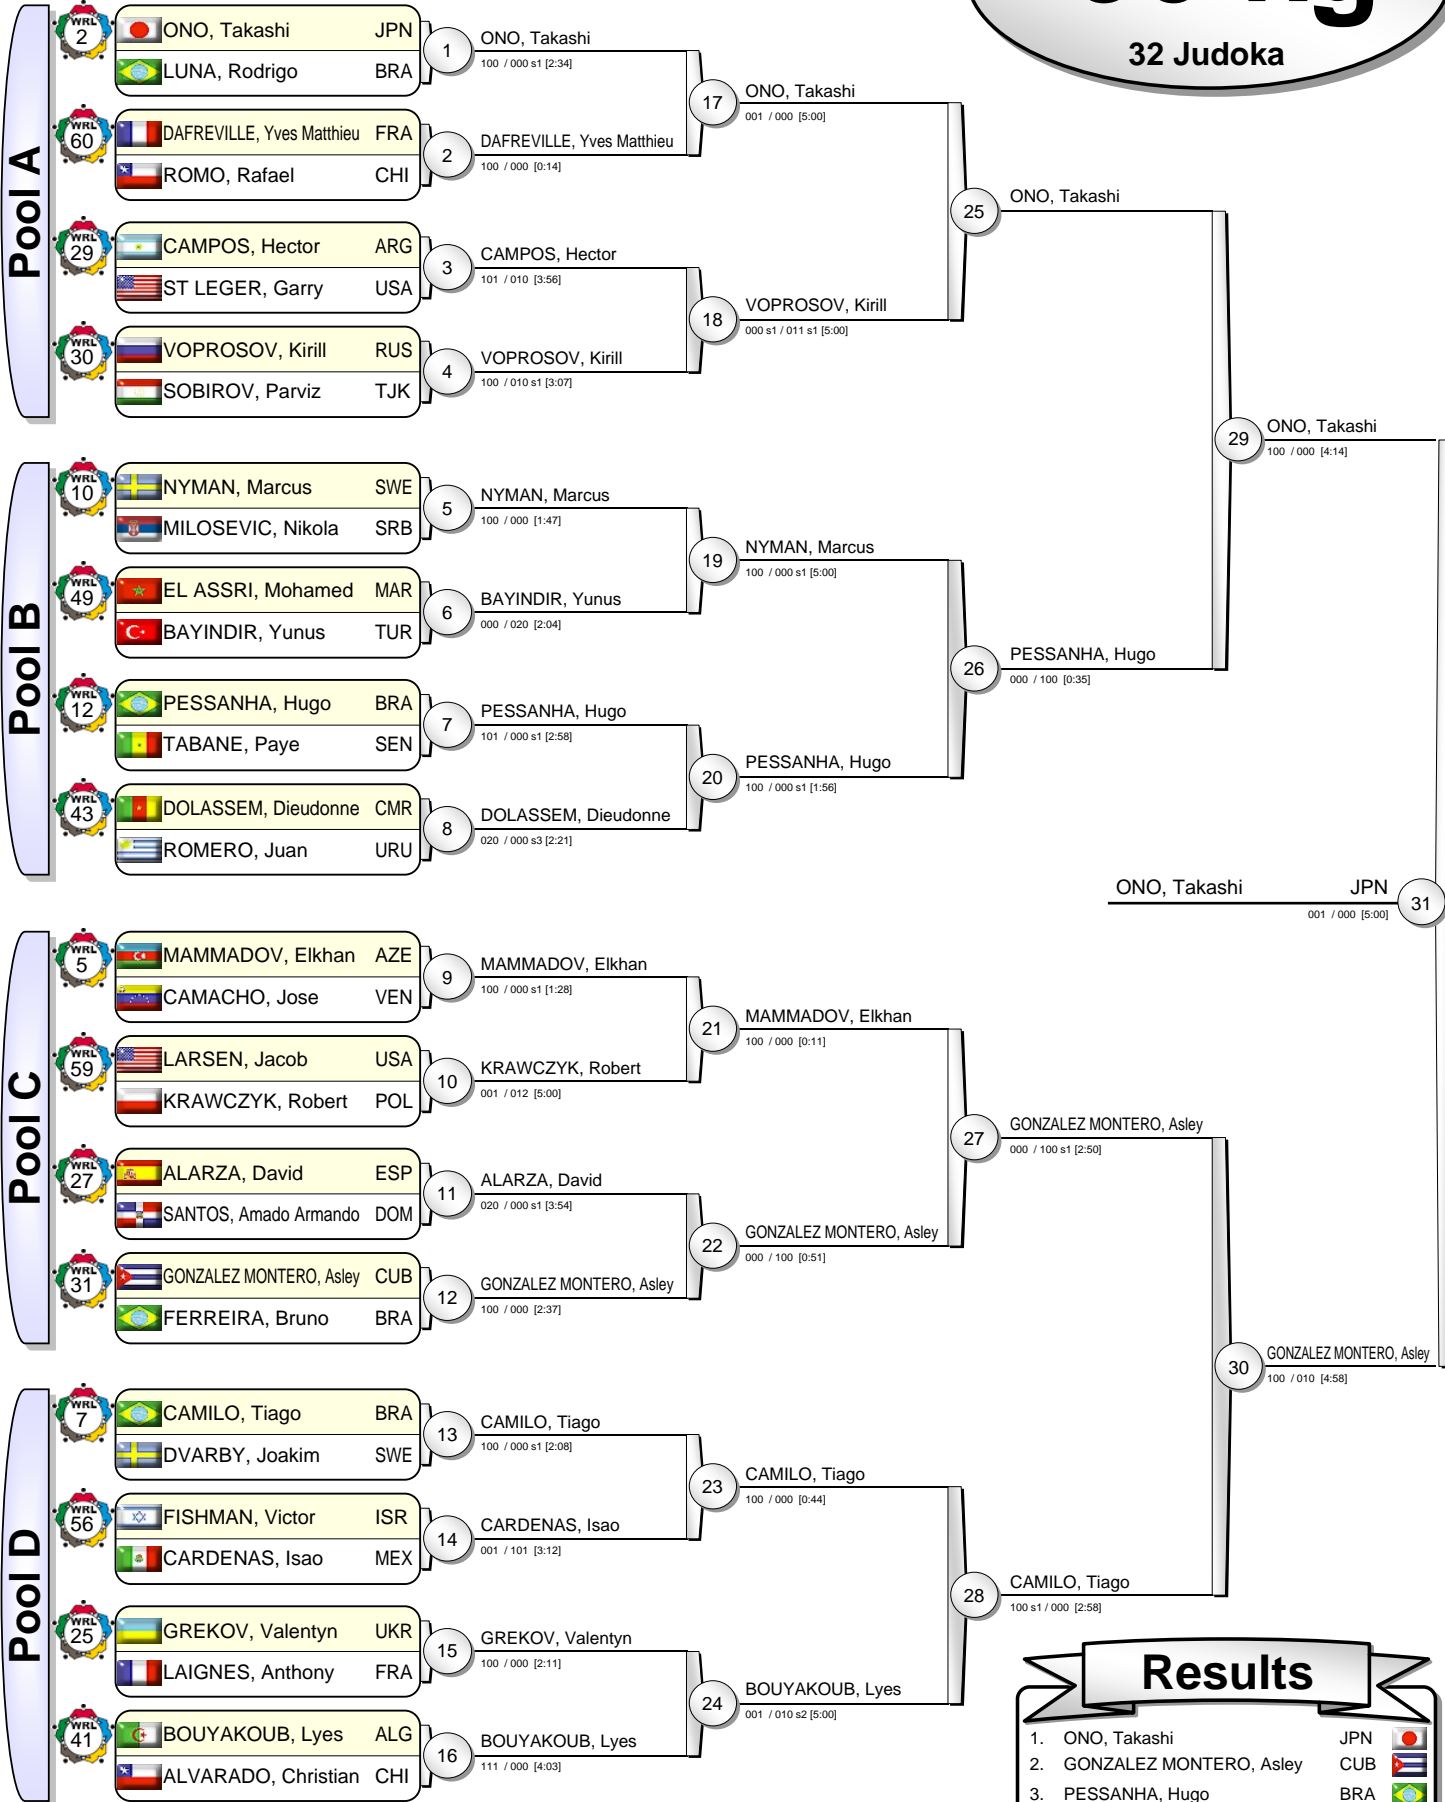 32 Judoka
Pool A
WRL 2
ONO, Takashi JPN
LUNA, Rodrigo BRA
1
ONO, Takashi
100 / 000 s1 [2:34]
WRL 60
DAFREVILLE, Yves Matthieu FRA
ROMO, Rafael CHI
2
DAFREVILLE, Yves Matthieu
100 / 000 [0:14]
17
ONO, Takashi
001 / 000 [5:00]
WRL 29
CAMPOS, Hector ARG
ST LEGER, Garry USA
3
CAMPOS, Hector
101 / 010 [3:56]
WRL 30
VOPROSOV, Kirill RUS
SOBIROV, Parviz TJK
4
VOPROSOV, Kirill
100 / 010 s1 [3:07]
18
VOPROSOV, Kirill
000 s1 / 011 s1 [5:00]
25
ONO, Takashi
Pool B
WRL 10
NYMAN, Marcus SWE
MILOSEVIC, Nikola SRB
5
NYMAN, Marcus
100 / 000 [1:47]
WRL 49
EL ASSRI, Mohamed MAR
BAYINDIR, Yunus TUR
6
BAYINDIR, Yunus
000 / 020 [2:04]
19
NYMAN, Marcus
100 / 000 s1 [5:00]
WRL 12
PESSANHA, Hugo BRA
TABANE, Paye SEN
7
PESSANHA, Hugo
101 / 000 s1 [2:58]
WRL 43
DOLASSEM, Dieudonne CMR
ROMERO, Juan URU
8
DOLASSEM, Dieudonne
020 / 000 s3 [2:21]
20
PESSANHA, Hugo
100 / 000 s1 [1:56]
26
PESSANHA, Hugo
000 / 100 [0:35]
29
ONO, Takashi
100 / 000 [4:14]
ONO, Takashi JPN
001 / 000 [5:00]
31
Pool C
WRL 5
MAMMADOV, Elkhan AZE
CAMACHO, Jose VEN
9
MAMMADOV, Elkhan
100 / 000 s1 [1:28]
WRL 59
LARSEN, Jacob USA
KRAWCZYK, Robert POL
10
KRAWCZYK, Robert
001 / 012 [5:00]
21
MAMMADOV, Elkhan
100 / 000 [0:11]
WRL 27
ALARZA, David ESP
SANTOS, Amado Armando DOM
11
ALARZA, David
020 / 000 s1 [3:54]
WRL 31
GONZALEZ MONTERO, Asley CUB
FERREIRA, Bruno BRA
12
GONZALEZ MONTERO, Asley
100 / 000 [2:37]
22
GONZALEZ MONTERO, Asley
000 / 100 [0:51]
27
GONZALEZ MONTERO, Asley
000 / 100 s1 [2:50]
Pool D
WRL 7
CAMILO, Tiago BRA
DVARBY, Joakim SWE
13
CAMILO, Tiago
100 / 000 s1 [2:08]
WRL 56
FISHMAN, Victor ISR
CARDENAS, Isao MEX
14
CARDENAS, Isao
001 / 101 [3:12]
23
CAMILO, Tiago
100 / 000 [0:44]
WRL 25
GREKOV, Valentyn UKR
LAIGNES, Anthony FRA
15
GREKOV, Valentyn
100 / 000 [2:11]
WRL 41
BOUYAKOUB, Lyes ALG
ALVARADO, Christian CHI
16
BOUYAKOUB, Lyes
111 / 000 [4:03]
24
BOUYAKOUB, Lyes
001 / 010 s2 [5:00]
28
CAMILO, Tiago
100 s1 / 000 [2:58]
30
GONZALEZ MONTERO, Asley
100 / 010 [4:58]
Results
1. ONO, Takashi JPN
2. GONZALEZ MONTERO, Asley CUB
3. PESSANHA, Hugo BRA